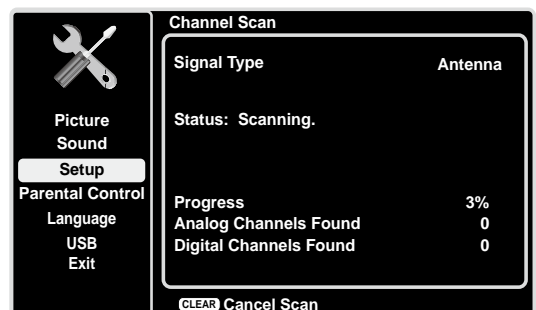 Channel Scan
Signal Type Antenna
Status: Scanning.
Picture
Sound
Setup
Parental Control
Language
USB
Exit
Progress 3%
Analog Channels Found 0
Digital Channels Found 0
CLEAR Cancel Scan